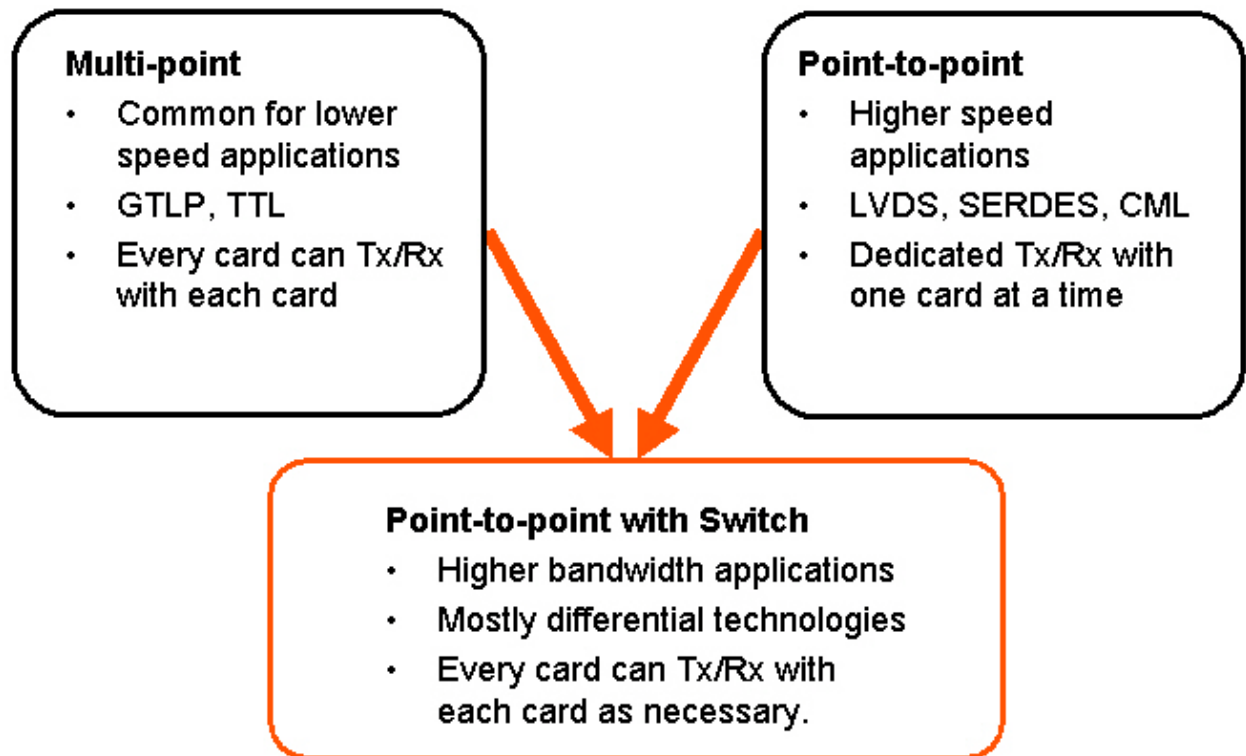 Multi-point
• Common for lower
speed applications
• GTLP, TTL
• Every card can Tx/Rx
with each card
Point-to-point
• Higher speed
applications
• LVDS, SERDES, CML
• Dedicated Tx/Rx with
one card at a time
Point-to-point with Switch
• Higher bandwidth applications
• Mostly differential technologies
• Every card can Tx/Rx with
each card as necessary.